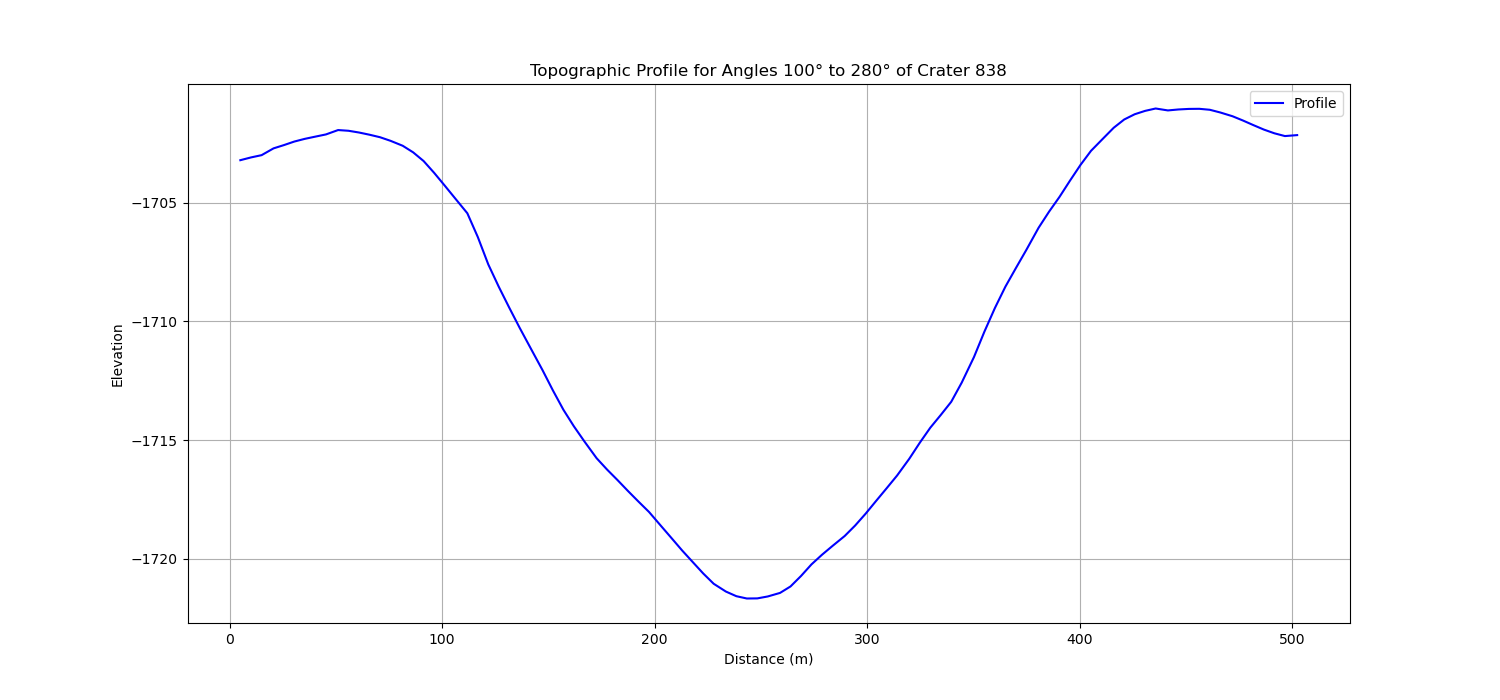 Topographic Profile for Angles 100° to 280° of Crater 838
Profile
−1705
−1710
−1715
−1720
Elevation
0 100 200 300 400 500
Distance (m)